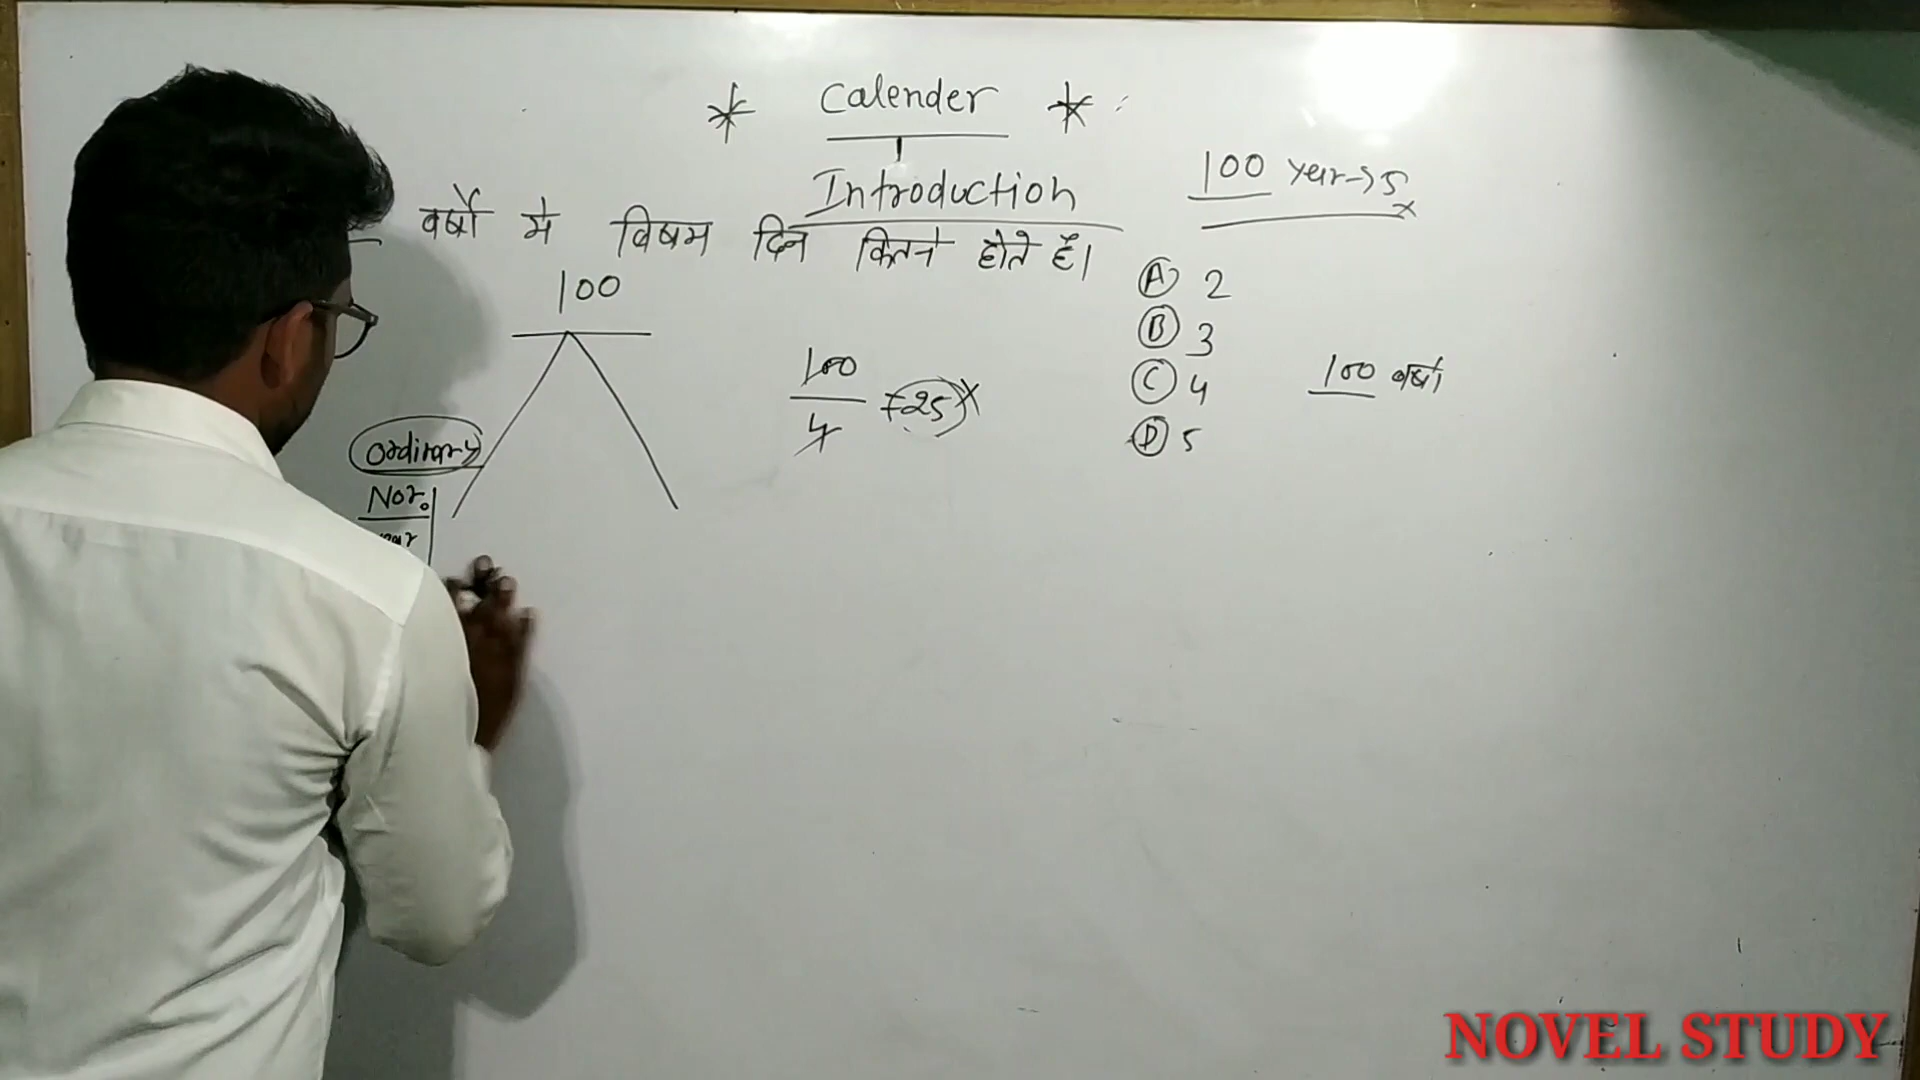 * Calender *
Introduction
100 year→5
वर्षों मे विषम दिन कितने होते हैं।
100
(A) 2
(B) 3
(C) 4
(D) 5
100
4
=25
100 वर्षो
Ordinary
Nor.
NOVEL STUDY